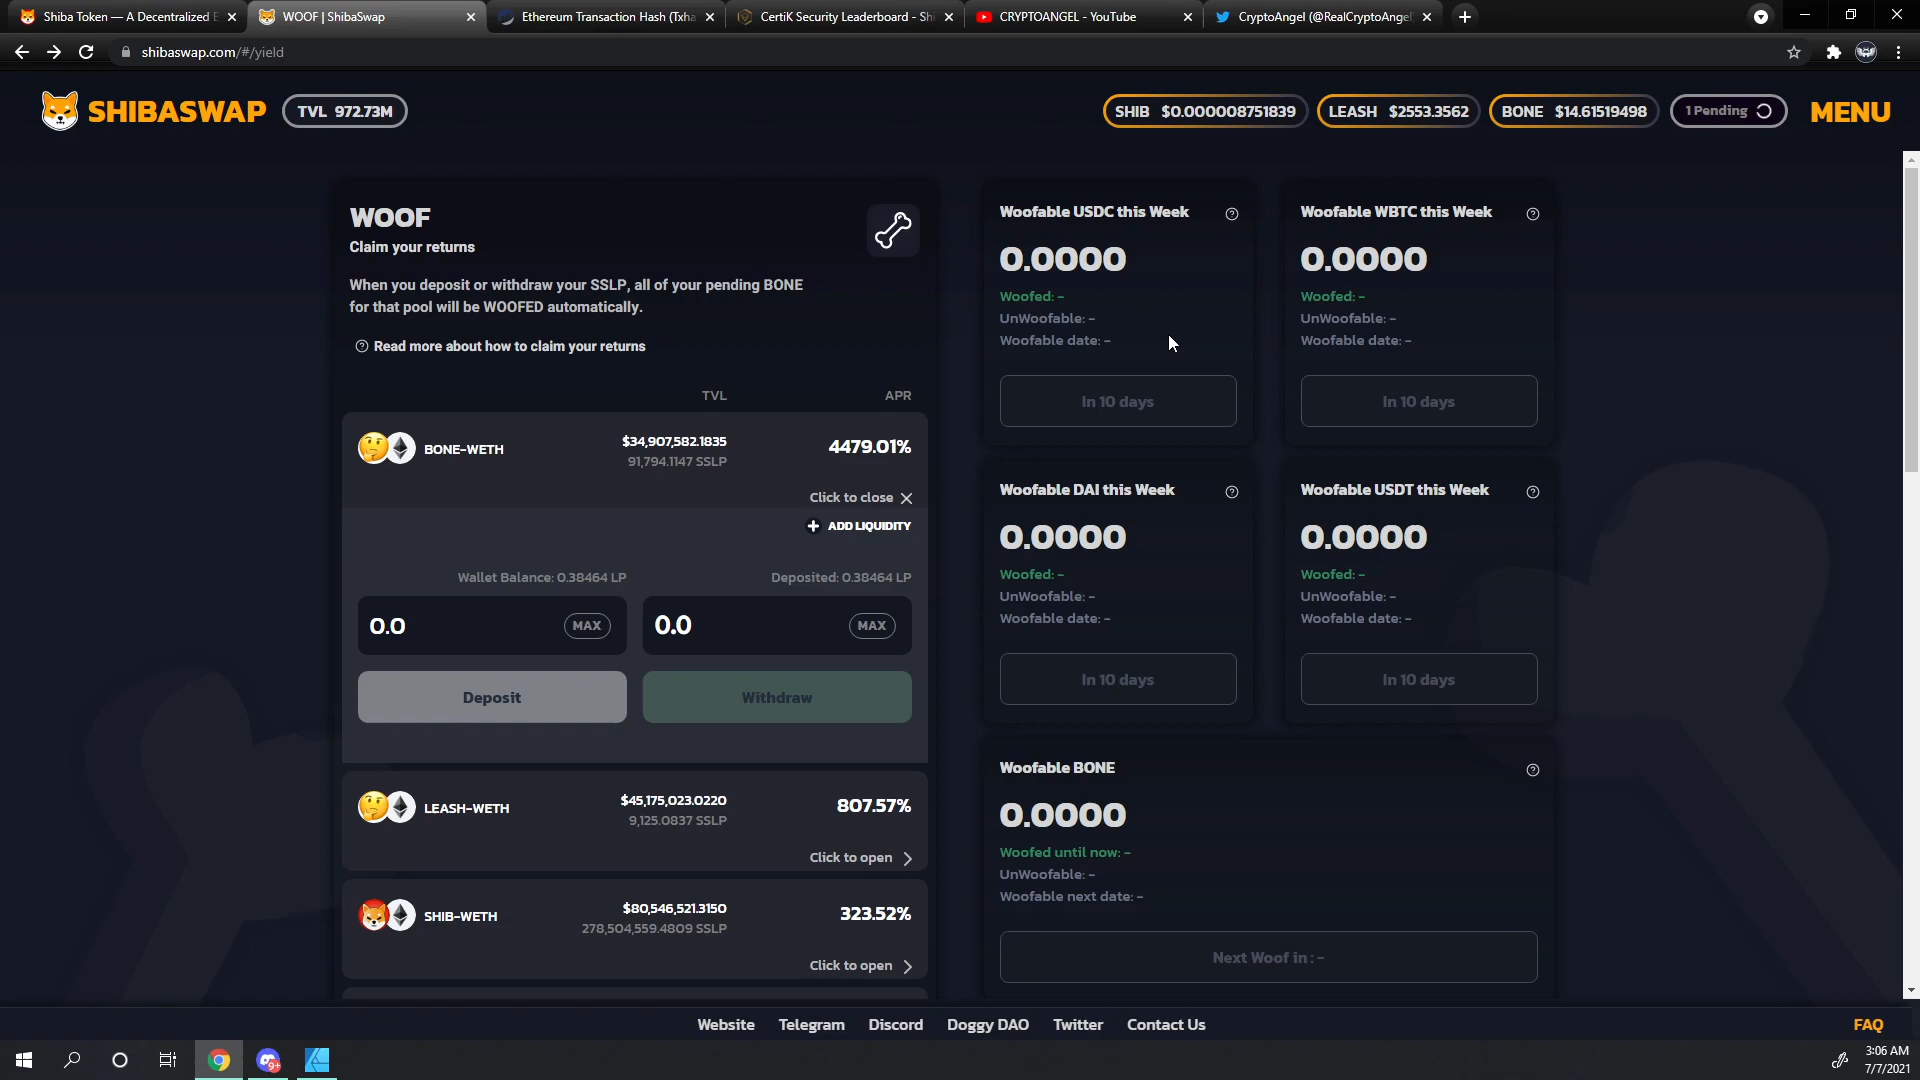 Shiba Token — A Decentralized E
WOOF | ShibaSwap
Ethereum Transaction Hash (Txha
CertiK Security Leaderboard - Shi
CRYPTOANGEL - YouTube
CryptoAngel (@RealCryptoAngel
shibaswap.com/#/yield
SHIBASWAP
TVL 972.73M
SHIB $0.000008751839
LEASH $2553.3562
BONE $14.61519498
1 Pending
MENU
WOOF
Claim your returns
When you deposit or withdraw your SSLP, all of your pending BONE
for that pool will be WOOFED automatically.
Read more about how to claim your returns
TVL APR
BONE-WETH
$34,907,582.1835
91,794.1147 SSLP
4479.01%
Click to close
ADD LIQUIDITY
Wallet Balance: 0.38464 LP
Deposited: 0.38464 LP
0.0 MAX
0.0 MAX
Deposit
Withdraw
LEASH-WETH
$45,175,023.0220
9,125.0837 SSLP
807.57%
Click to open
SHIB-WETH
$80,546,521.3150
278,504,559.4809 SSLP
323.52%
Click to open
Woofable USDC this Week
0.0000
Woofed: -
UnWoofable: -
Woofable date: -
In 10 days
Woofable WBTC this Week
0.0000
Woofed: -
UnWoofable: -
Woofable date: -
In 10 days
Woofable DAI this Week
0.0000
Woofed: -
UnWoofable: -
Woofable date: -
In 10 days
Woofable USDT this Week
0.0000
Woofed: -
UnWoofable: -
Woofable date: -
In 10 days
Woofable BONE
0.0000
Woofed until now: -
UnWoofable: -
Woofable next date: -
Next Woof in : -
Website Telegram Discord Doggy DAO Twitter Contact Us
FAQ
9+
3:06 AM
7/7/2021